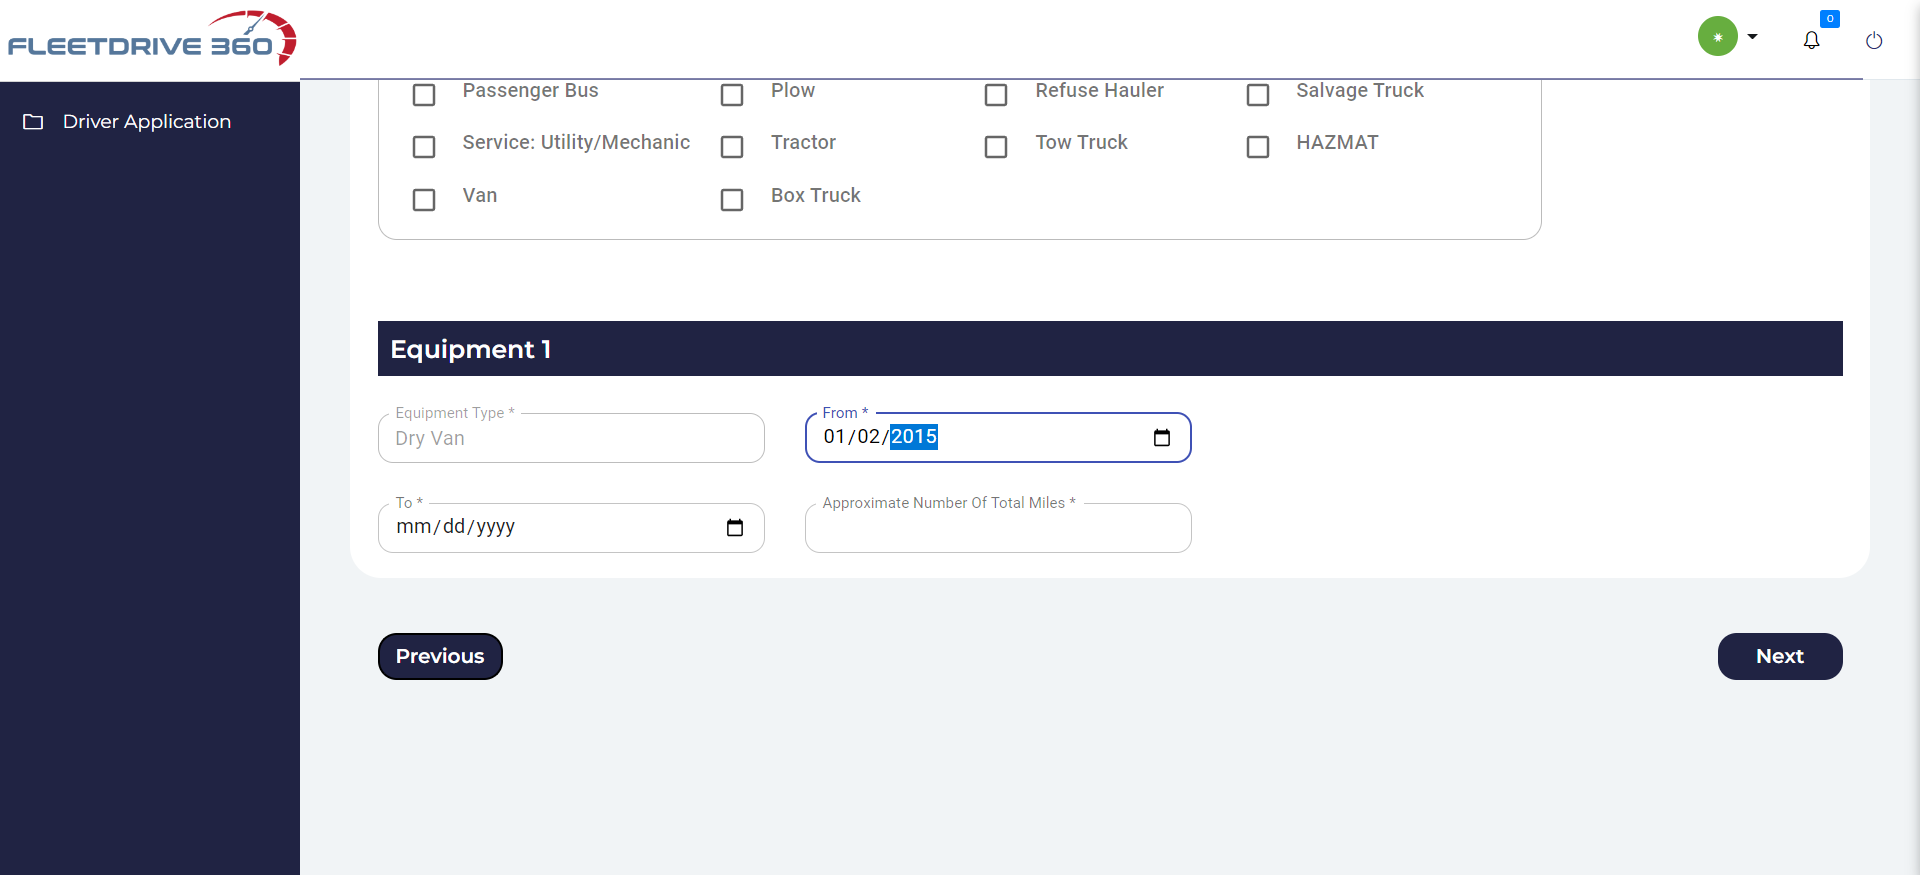 FLEETDRIVE 360
0
Driver Application
Passenger Bus
Plow
Refuse Hauler
Salvage Truck
Service: Utility/Mechanic
Tractor
Tow Truck
HAZMAT
Van
Box Truck
Equipment 1
Equipment Type *
Dry Van
From *
01/02/2015
To *
mm/dd/yyyy
Approximate Number Of Total Miles *
Previous
Next